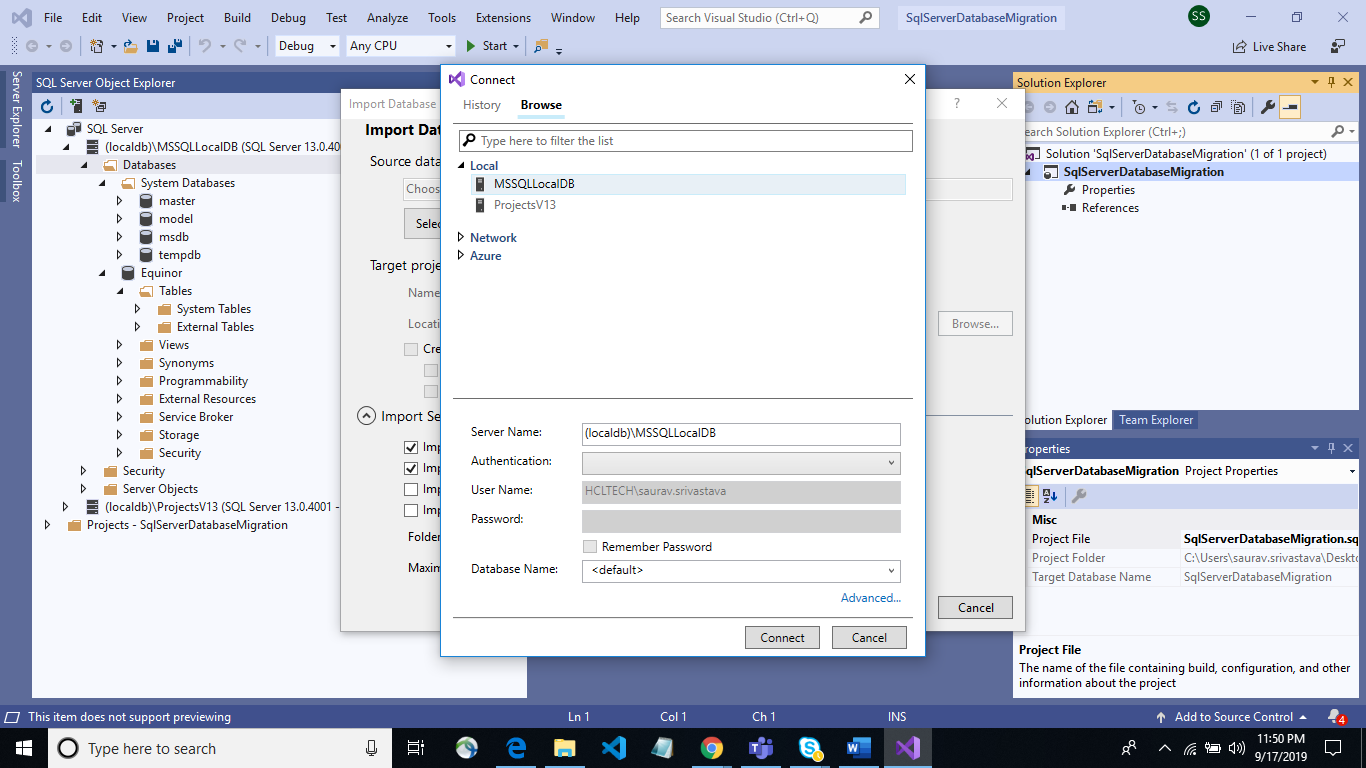 File Edit View Project Build Debug Test Analyze Tools Extensions Window Help Search Visual Studio (Ctrl+Q) SqlServerDatabaseMigration SS
Debug Any CPU Start Live Share
Server Explorer
Toolbox
SQL Server Object Explorer
SQL Server
(localdb)\MSSQLLocalDB (SQL Server 13.0.400
Databases
System Databases
master
model
msdb
tempdb
Equinor
Tables
System Tables
External Tables
Views
Synonyms
Programmability
External Resources
Service Broker
Storage
Security
Security
Server Objects
(localdb)\ProjectsV13 (SQL Server 13.0.4001 -
Projects - SqlServerDatabaseMigration
Import Database ?
Import Dat
Source data
Choos
Selec
Target proje
Name
Locati
Browse...
Cre
Import Se
Imp
Imp
Imp
Imp
Folder
Maxim
Cancel
Connect
History Browse
Type here to filter the list
Local
MSSQLLocalDB
ProjectsV13
Network
Azure
Server Name: (localdb)\MSSQLLocalDB
Authentication:
User Name: HCLTECH\saurav.srivastava
Password:
Remember Password
Database Name: <default>
Advanced...
Connect Cancel
Solution Explorer
earch Solution Explorer (Ctrl+;)
Solution 'SqlServerDatabaseMigration' (1 of 1 project)
SqlServerDatabaseMigration
Properties
References
olution Explorer Team Explorer
roperties
qlServerDatabaseMigration Project Properties
Misc
Project File SqlServerDatabaseMigration.sq
Project Folder C:\Users\saurav.srivastava\Deskto
Target Database Name SqlServerDatabaseMigration
Project File
The name of the file containing build, configuration, and other
information about the project
This item does not support previewing Ln 1 Col 1 Ch 1 INS Add to Source Control 4
Type here to search 11:50 PM
9/17/2019